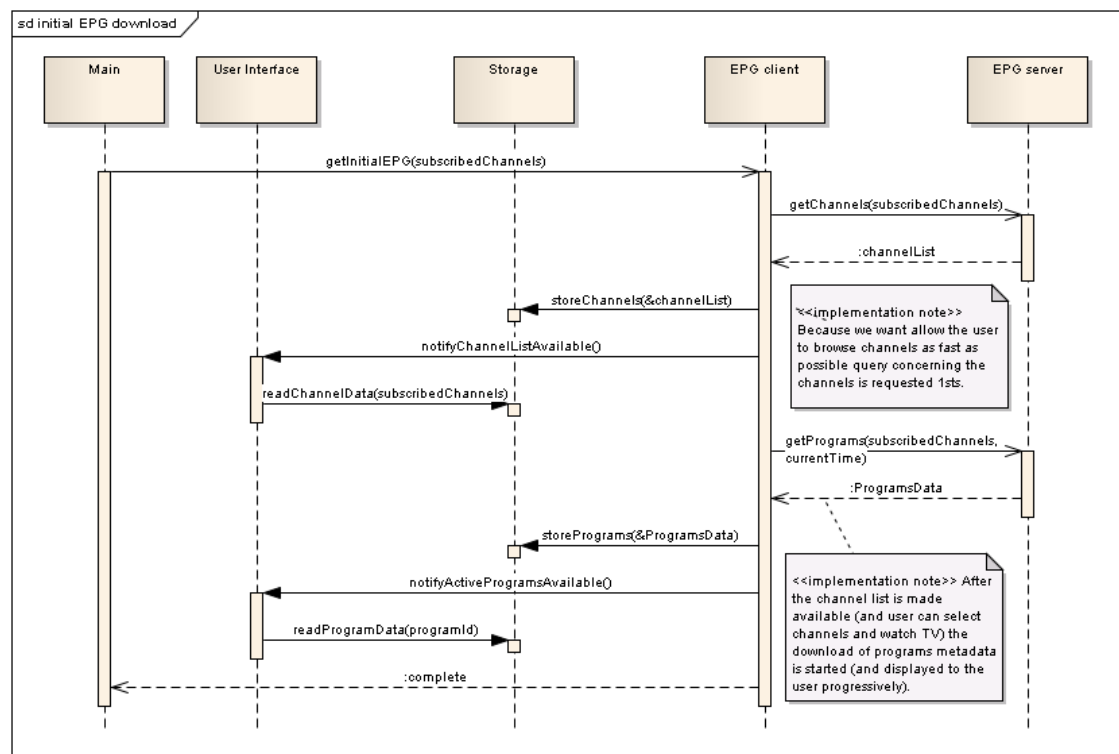 sd initial EPG download
Main
User Interface
Storage
EPG client
EPG server
getInitialEPG(subscribedChannels)
getChannels(subscribedChannels)
:channelList
storeChannels(&channelList)
<<implementation note>>
Because we want allow the user
to browse channels as fast as
possible query concerning the
channels is requested 1sts.
notifyChannelListAvailable()
readChannelData(subscribedChannels)
getPrograms(subscribedChannels,
currentTime)
:ProgramsData
storePrograms(&ProgramsData)
<<implementation note>> After
the channel list is made
available (and user can select
channels and watch TV) the
download of programs metadata
is started (and displayed to the
user progressively).
notifyActiveProgramsAvailable()
readProgramData(programId)
:complete